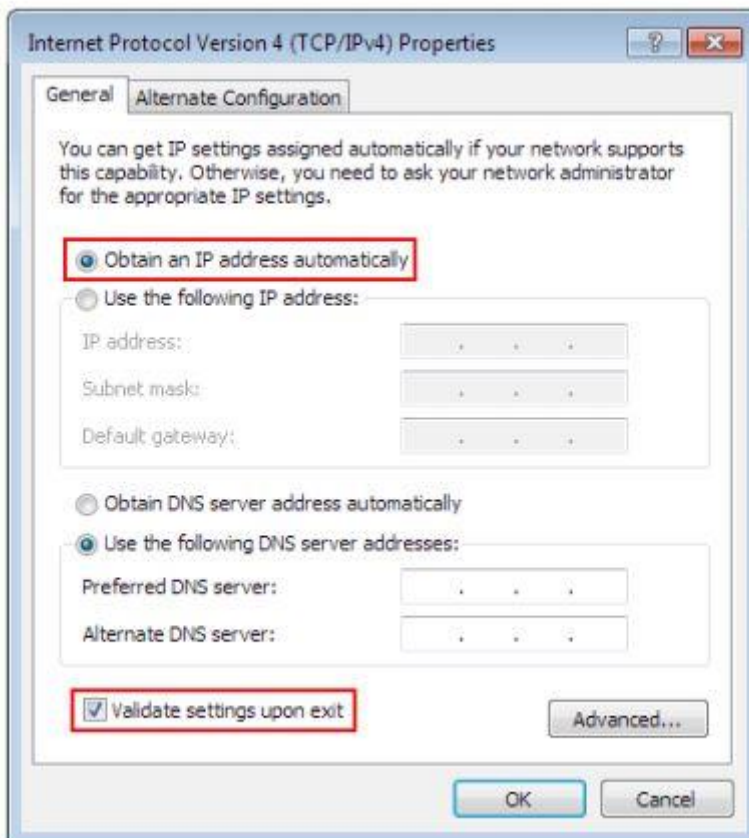 Internet Protocol Version 4 (TCP/IPv4) Properties
General
Alternate Configuration
You can get IP settings assigned automatically if your network supports
this capability. Otherwise, you need to ask your network administrator
for the appropriate IP settings.
Obtain an IP address automatically
Use the following IP address:
IP address:
Subnet mask:
Default gateway:
Obtain DNS server address automatically
Use the following DNS server addresses:
Preferred DNS server:
Alternate DNS server:
Validate settings upon exit
Advanced...
OK
Cancel